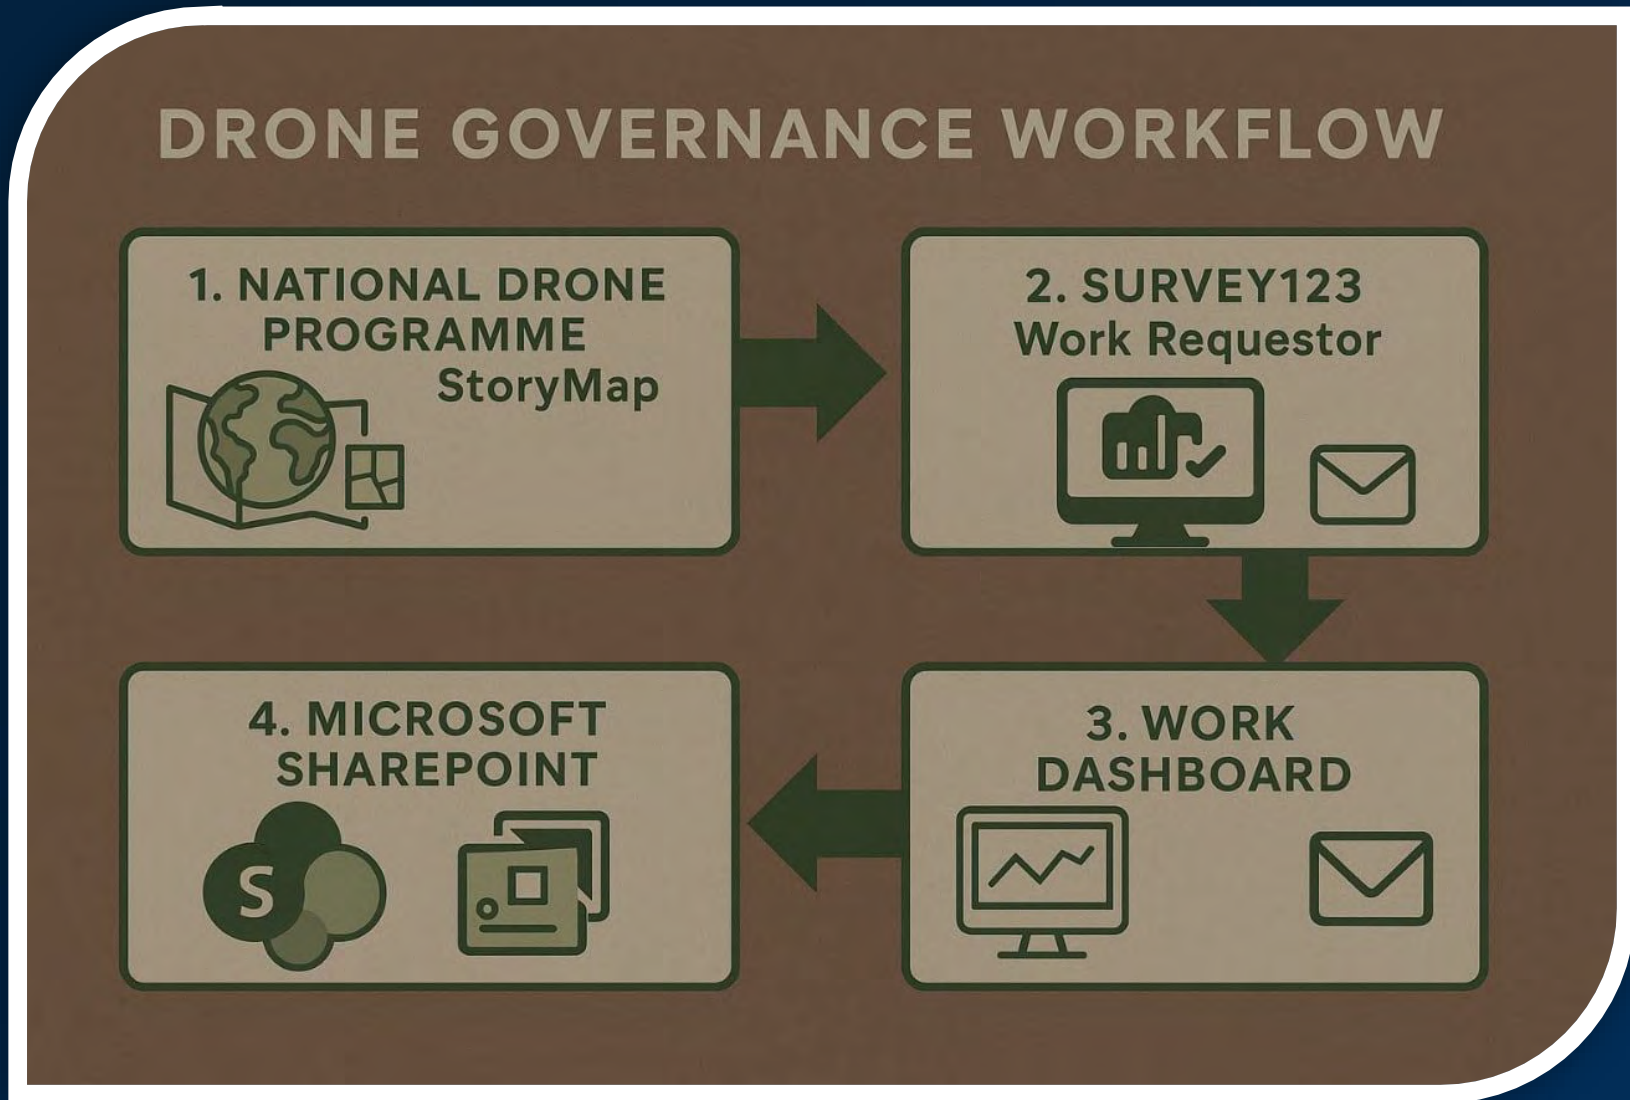 DRONE GOVERNANCE WORKFLOW
1. NATIONAL DRONE
PROGRAMME
StoryMap
2. SURVEY123
Work Requestor
3. WORK
DASHBOARD
4. MICROSOFT
SHAREPOINT
S